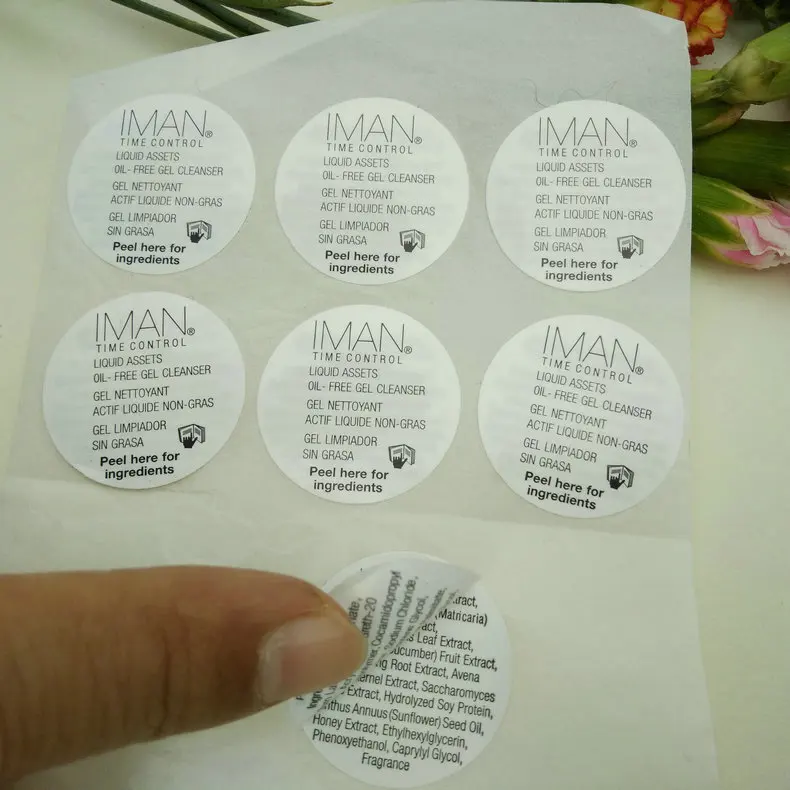 IMAN®
TIME CONTROL
LIQUID ASSETS
OIL- FREE GEL CLEANSER
GEL NETTOYANT
ACTIF LIQUIDE NON-GRAS
GEL LIMPIADOR
SIN GRASA
Peel here for
ingredients
IMAN®
TIME CONTROL
LIQUID ASSETS
OIL- FREE GEL CLEANSER
GEL NETTOYANT
ACTIF LIQUIDE NON-GRAS
GEL LIMPIADOR
SIN GRASA
Peel here for
ingredients
IMAN®
TIME CONTROL
LIQUID ASSETS
OIL- FREE GEL CLEANSER
GEL NETTOYANT
ACTIF LIQUIDE NON-GRAS
GEL LIMPIADOR
SIN GRASA
Peel here for
ingredients
IMAN®
TIME CONTROL
LIQUID ASSETS
OIL- FREE GEL CLEANSER
GEL NETTOYANT
ACTIF LIQUIDE NON-GRAS
GEL LIMPIADOR
SIN GRASA
Peel here for
ingredients
IMAN®
TIME CONTROL
LIQUID ASSETS
OIL- FREE GEL CLEANSER
GEL NETTOYANT
ACTIF LIQUIDE NON-GRAS
GEL LIMPIADOR
SIN GRASA
Peel here for
ingredients
IMAN®
TIME CONTROL
LIQUID ASSETS
OIL- FREE GEL CLEANSER
GEL NETTOYANT
ACTIF LIQUIDE NON-GRAS
GEL LIMPIADOR
SIN GRASA
Peel here for
ingredients
Cocamidopropyl
Sodium Chloride,
Glycol,
(Matricaria)
Leaf Extract,
Fruit Extract,
Root Extract, Avena
Extract, Saccharomyces
Extract, Hydrolyzed Soy Protein,
Annuus (Sunflower) Seed Oil,
Honey Extract, Ethylhexylglycerin,
Phenoxyethanol, Caprylyl Glycol,
Fragrance